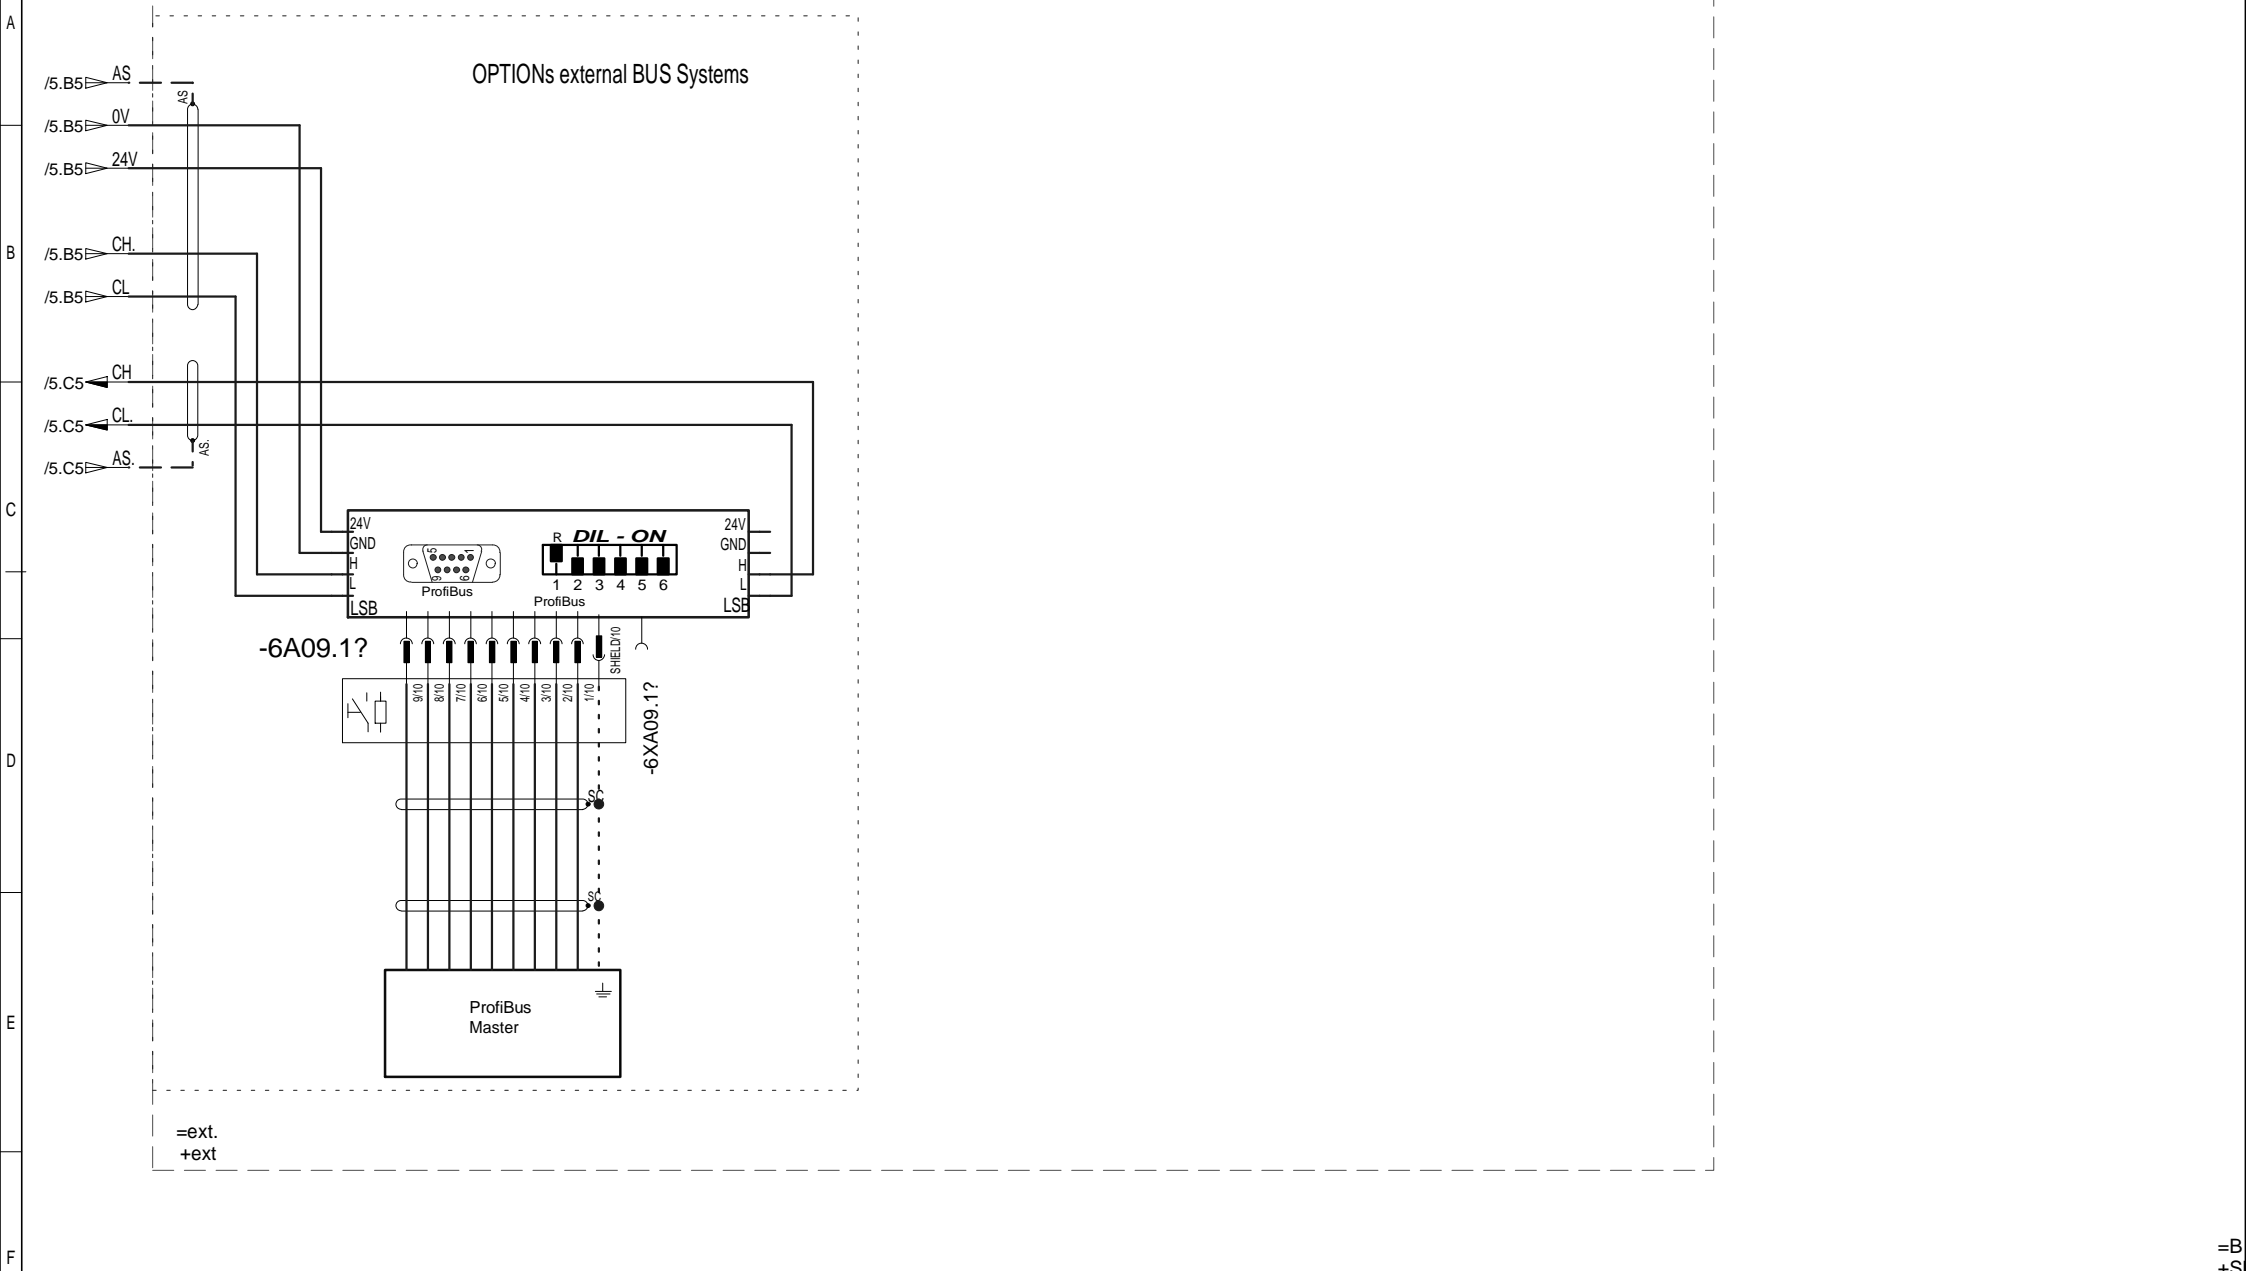 A
OPTIONs external BUS Systems
/5.B5 AS
AS
/5.B5 0V
/5.B5 24V
B
/5.B5 CH.
/5.B5 CL
/5.C5 CH
/5.C5 CL.
AS.
/5.C5 AS.
C
24V
GND
H
L
LSB
5 1
9 6
ProfiBus
R DIL - ON
1 2 3 4 5 6
ProfiBus
24V
GND
H
L
LSB
-6A09.1?
SHIELD/10
9/10 8/10 7/10 6/10 5/10 4/10 3/10 2/10 1/10
-6XA09.1?
D
SC
SC
ProfiBus
Master
E
=ext.
+ext
F
=B